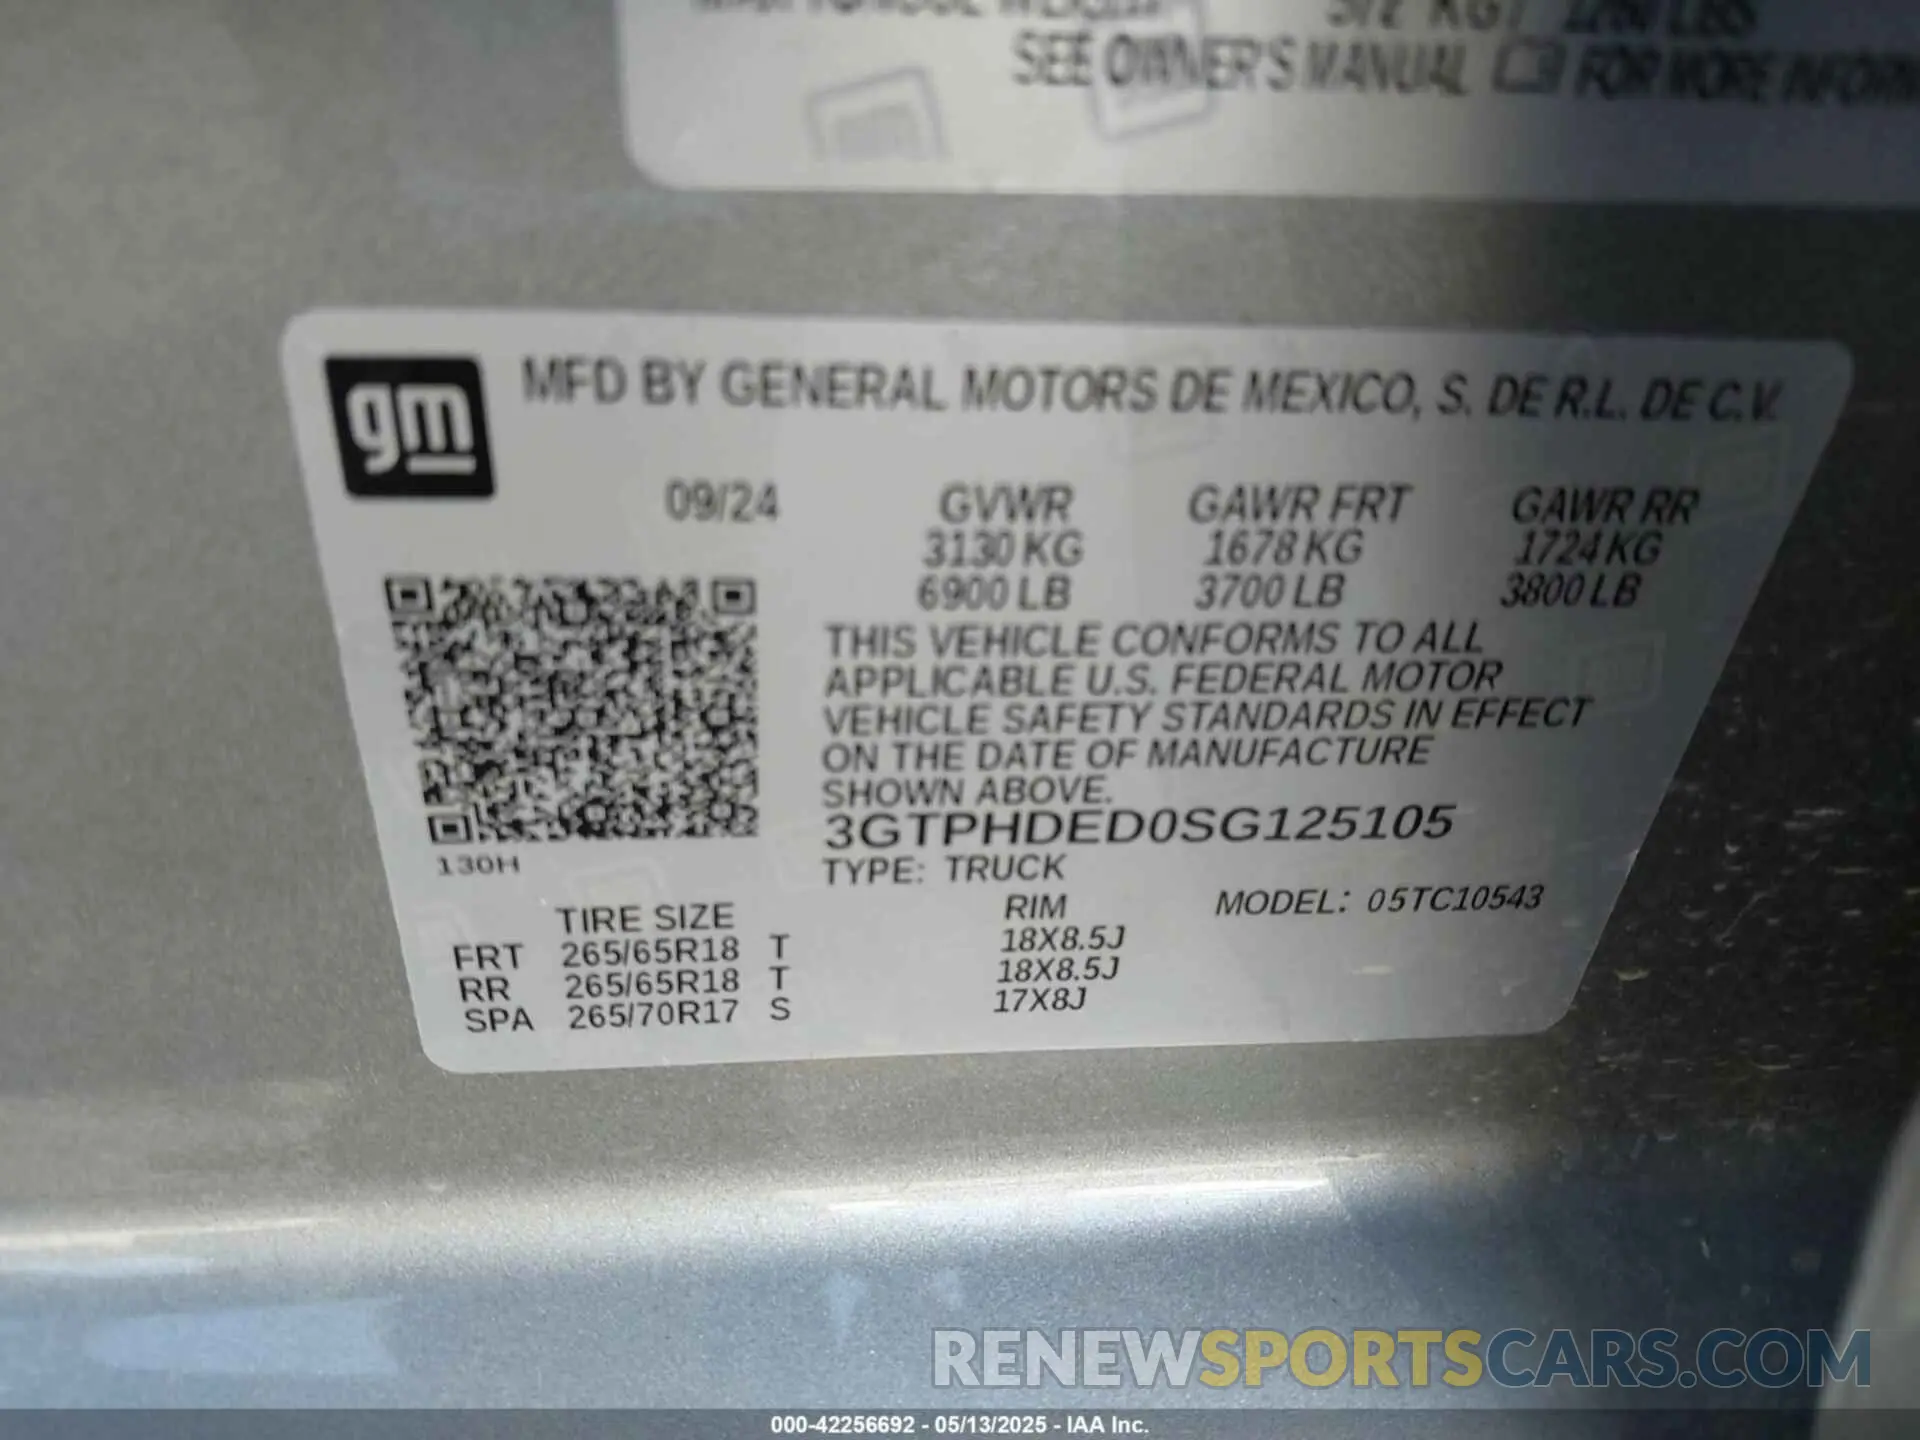 SEE OWNER'S MANUAL FOR MORE
gm
MFD BY GENERAL MOTORS DE MEXICO, S. DE R.L. DE C.V.
09/24
GVWR GAWR FRT GAWR RR
3130 KG 1678 KG 1724 KG
6900 LB 3700 LB 3800 LB
THIS VEHICLE CONFORMS TO ALL
APPLICABLE U.S. FEDERAL MOTOR
VEHICLE SAFETY STANDARDS IN EFFECT
ON THE DATE OF MANUFACTURE
SHOWN ABOVE.
3GTPHDED0SG125105
130H
TYPE: TRUCK
TIRE SIZE RIM MODEL: 05TC10543
FRT 265/65R18 T 18X8.5J
RR 265/65R18 T 18X8.5J
SPA 265/70R17 S 17X8J
RENEWSPORTSCARS.COM
000-42256692 - 05/13/2025 - IAA Inc.